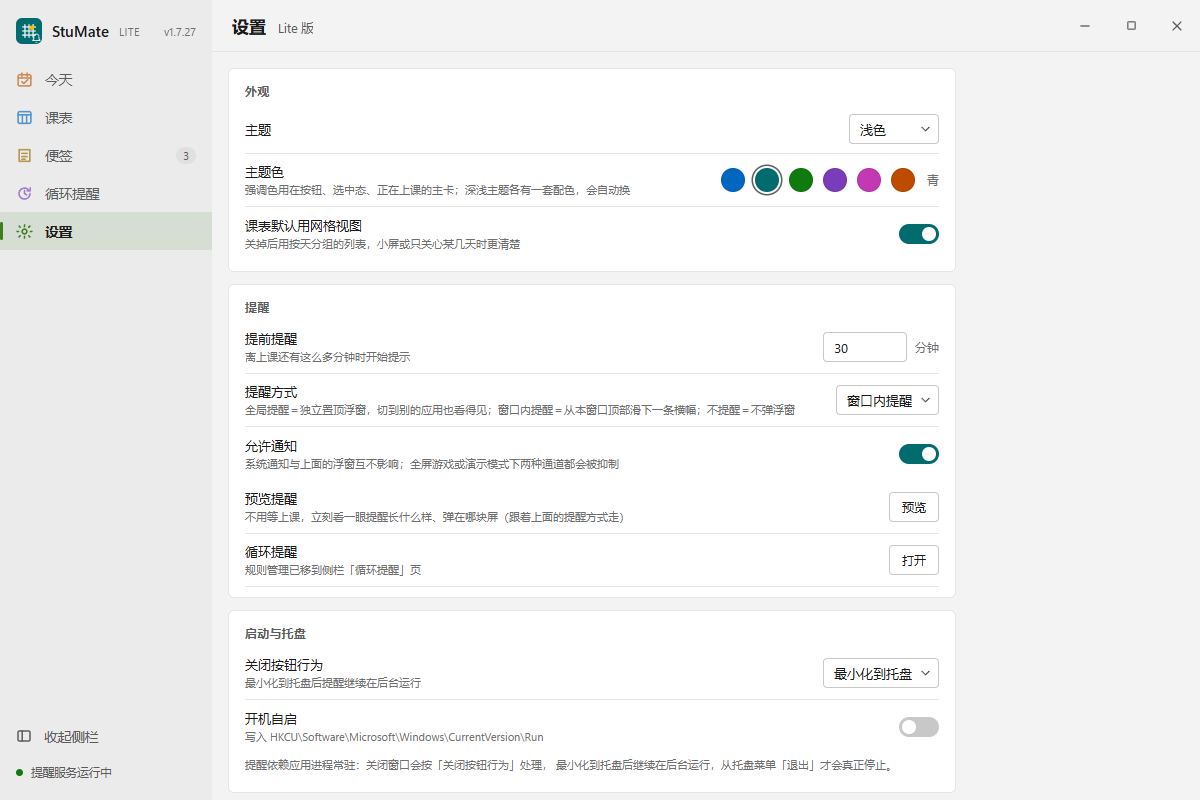 StuMate LITE v1.7.27
今天
课表
便签 3
循环提醒
设置
收起侧栏
提醒服务运行中
设置 Lite 版
外观
主题 浅色
主题色
强调色用在按钮、选中态、正在上课的主卡；深浅主题各有一套配色，会自动换
青
课表默认用网格视图
关掉后用按天分组的列表，小屏或只关心某几天时更清楚
提醒
提前提醒
离上课还有这么多分钟时开始提示
30 分钟
提醒方式
全局提醒＝独立置顶浮窗，切到别的应用也看得见；窗口内提醒＝从本窗口顶部滑下一条横幅；不提醒＝不弹浮窗
窗口内提醒
允许通知
系统通知与上面的浮窗互不影响；全屏游戏或演示模式下两种通道都会被抑制
预览提醒
不用等上课，立刻看一眼提醒长什么样、弹在哪块屏（跟着上面的提醒方式走）
预览
循环提醒
规则管理已移到侧栏「循环提醒」页
打开
启动与托盘
关闭按钮行为
最小化到托盘后提醒继续在后台运行
最小化到托盘
开机自启
写入 HKCU\Software\Microsoft\Windows\CurrentVersion\Run
提醒依赖应用进程常驻：关闭窗口会按「关闭按钮行为」处理， 最小化到托盘后继续在后台运行，从托盘菜单「退出」才会真正停止。